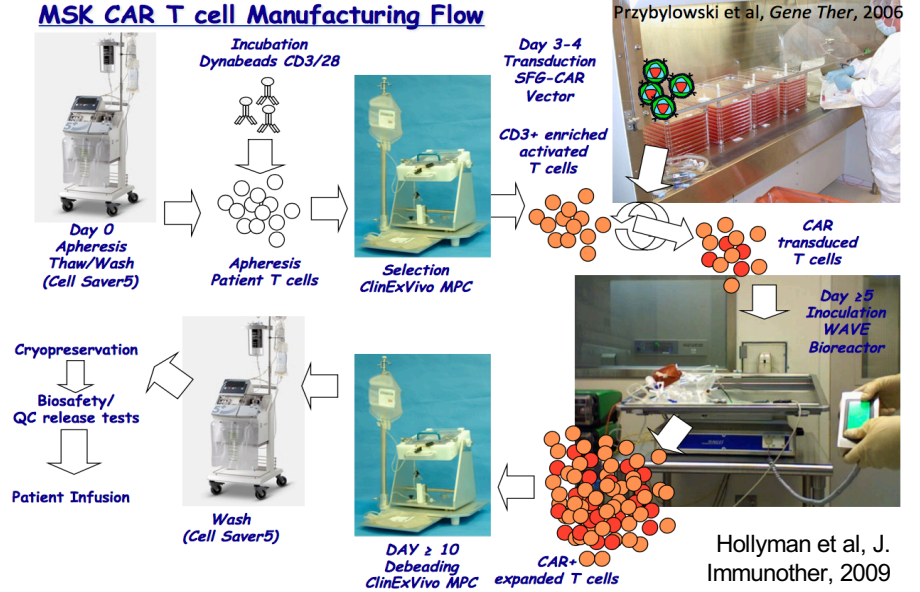 MSK CAR T cell Manufacturing Flow
Przybylowski et al, Gene Ther, 2006
Incubation
Dynabeads CD3/28
Day 3-4
Transduction
SFG-CAR
Vector
CD3+ enriched
activated
T cells
Day 0
Apheresis
Thaw/Wash
(Cell Saver5)
Apheresis
Patient T cells
Selection
ClinExVivo MPC
CAR
transduced
T cells
Day ≥5
Inoculation
WAVE
Bioreactor
Cryopreservation
Biosafety/
QC release tests
Patient Infusion
Wash
(Cell Saver5)
DAY ≥ 10
Debeading
ClinExVivo MPC
CAR+
expanded T cells
Hollyman et al, J.
Immunother, 2009